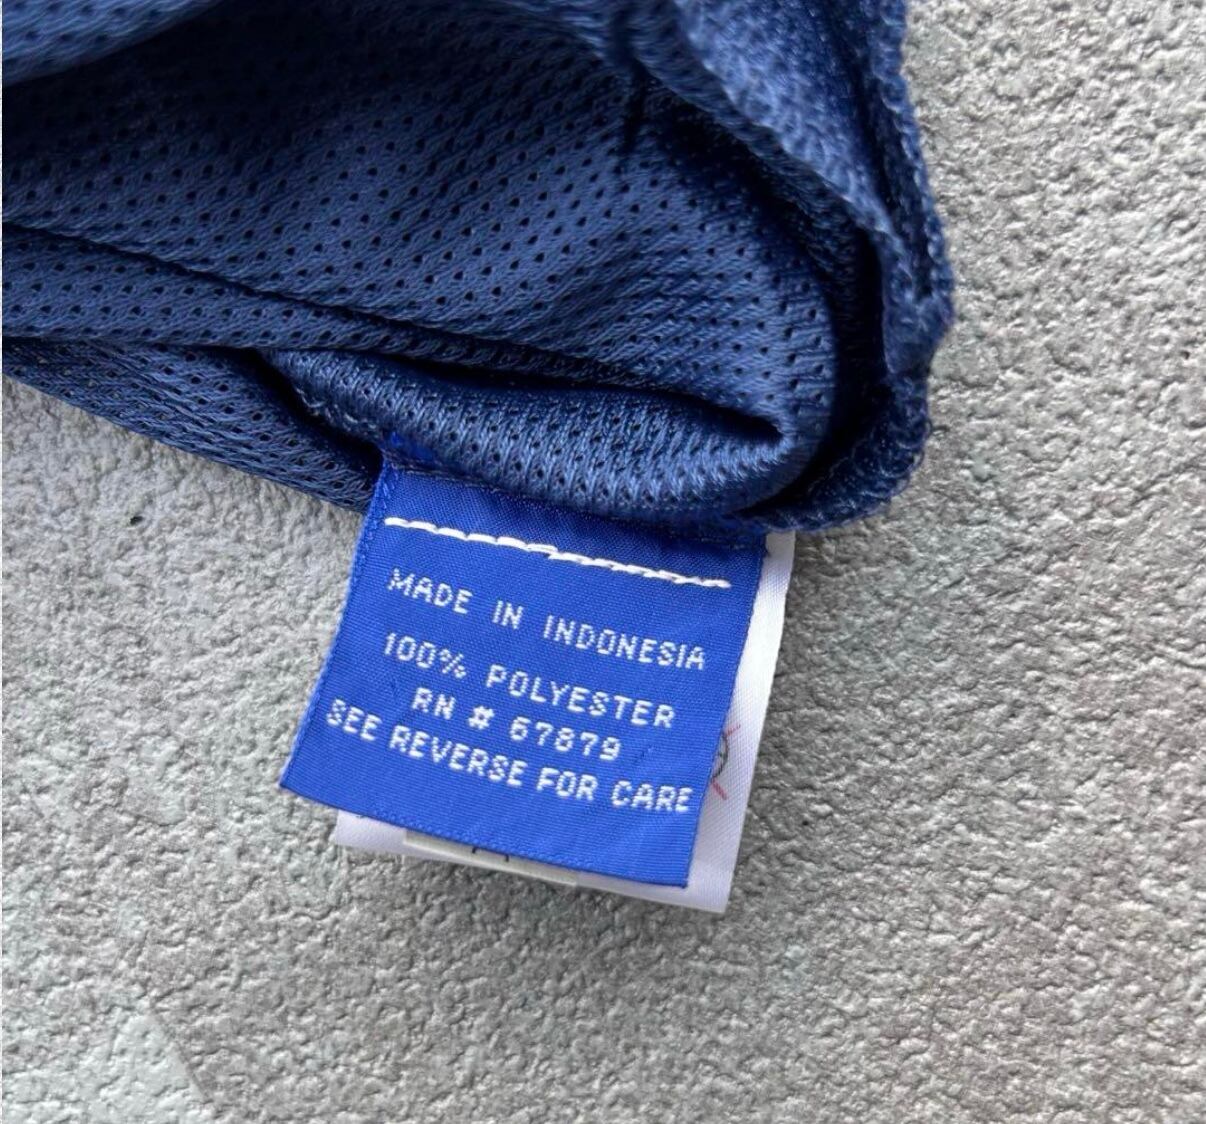 MADE IN INDONESIA
100% POLYESTER
RN # 67879
SEE REVERSE FOR CARE